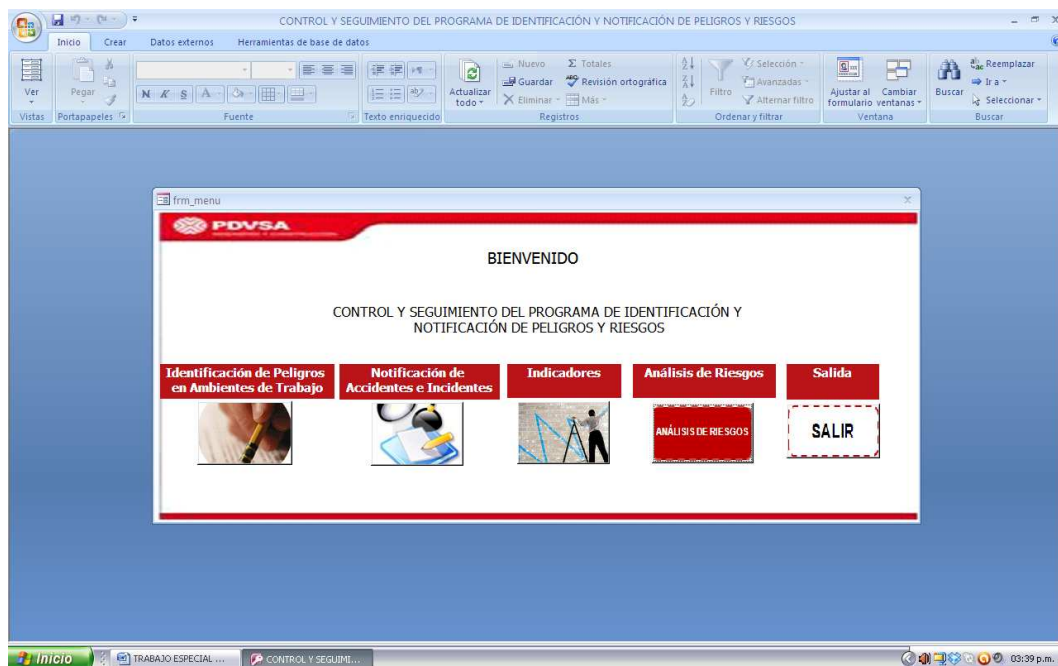 CONTROL Y SEGUIMIENTO DEL PROGRAMA DE IDENTIFICACIÓN Y NOTIFICACIÓN DE PELIGROS Y RIESGOS
Inicio Crear Datos externos Herramientas de base de datos
Ver
Pegar
N K S A
Actualizar
todo
Nuevo
Guardar
Eliminar
Σ Totales
Revisión ortográfica
Más
Filtro
Selección
Avanzadas
Alternar filtro
Ajustar al
formulario
Cambiar
ventanas
Buscar
Reemplazar
Ir a
Seleccionar
Vistas Portapapeles Fuente Texto enriquecido Registros Ordenar y filtrar Ventana Buscar
frm_menu
PDVSA
BIENVENIDO
CONTROL Y SEGUIMIENTO DEL PROGRAMA DE IDENTIFICACIÓN Y
NOTIFICACIÓN DE PELIGROS Y RIESGOS
Identificación de Peligros
en Ambientes de Trabajo
Notificación de
Accidentes e Incidentes
Indicadores
Análisis de Riesgos
Salida
ANÁLISIS DE RIESGOS
SALIR
Inicio
TRABAJO ESPECIAL ...
CONTROL Y SEGUIMI...
03:39 p.m.